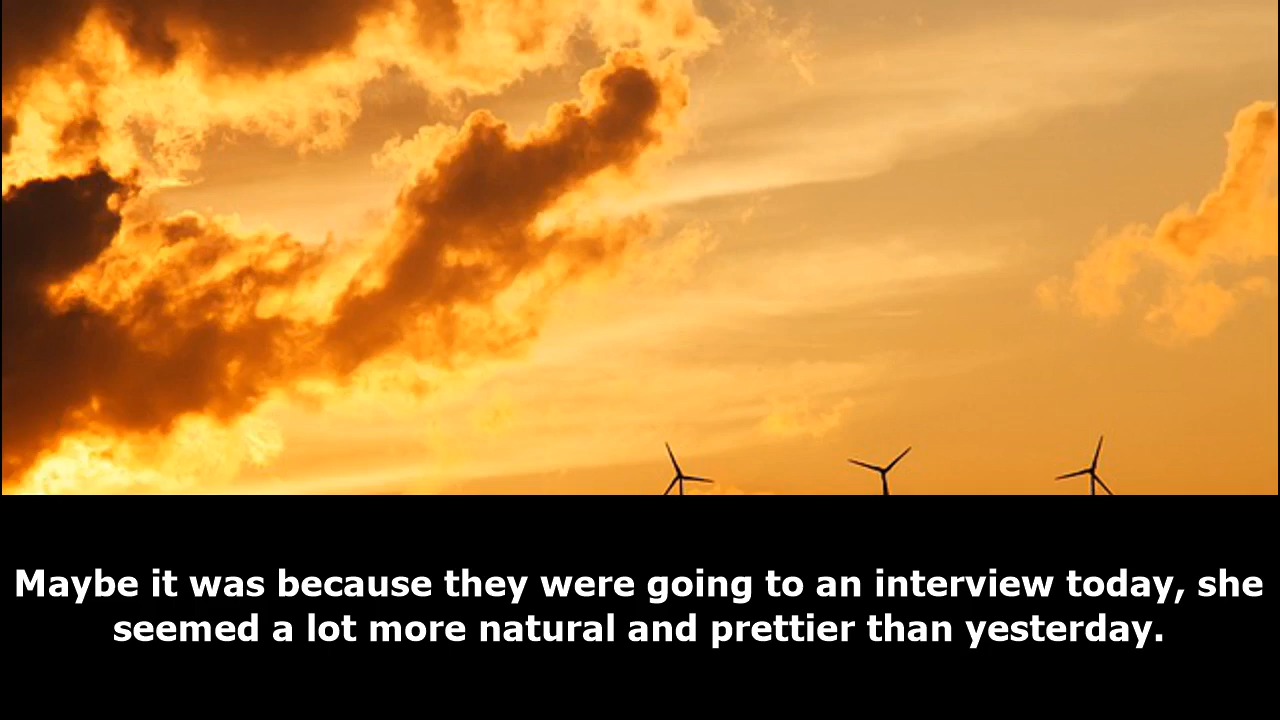 Maybe it was because they were going to an interview today, she
seemed a lot more natural and prettier than yesterday.